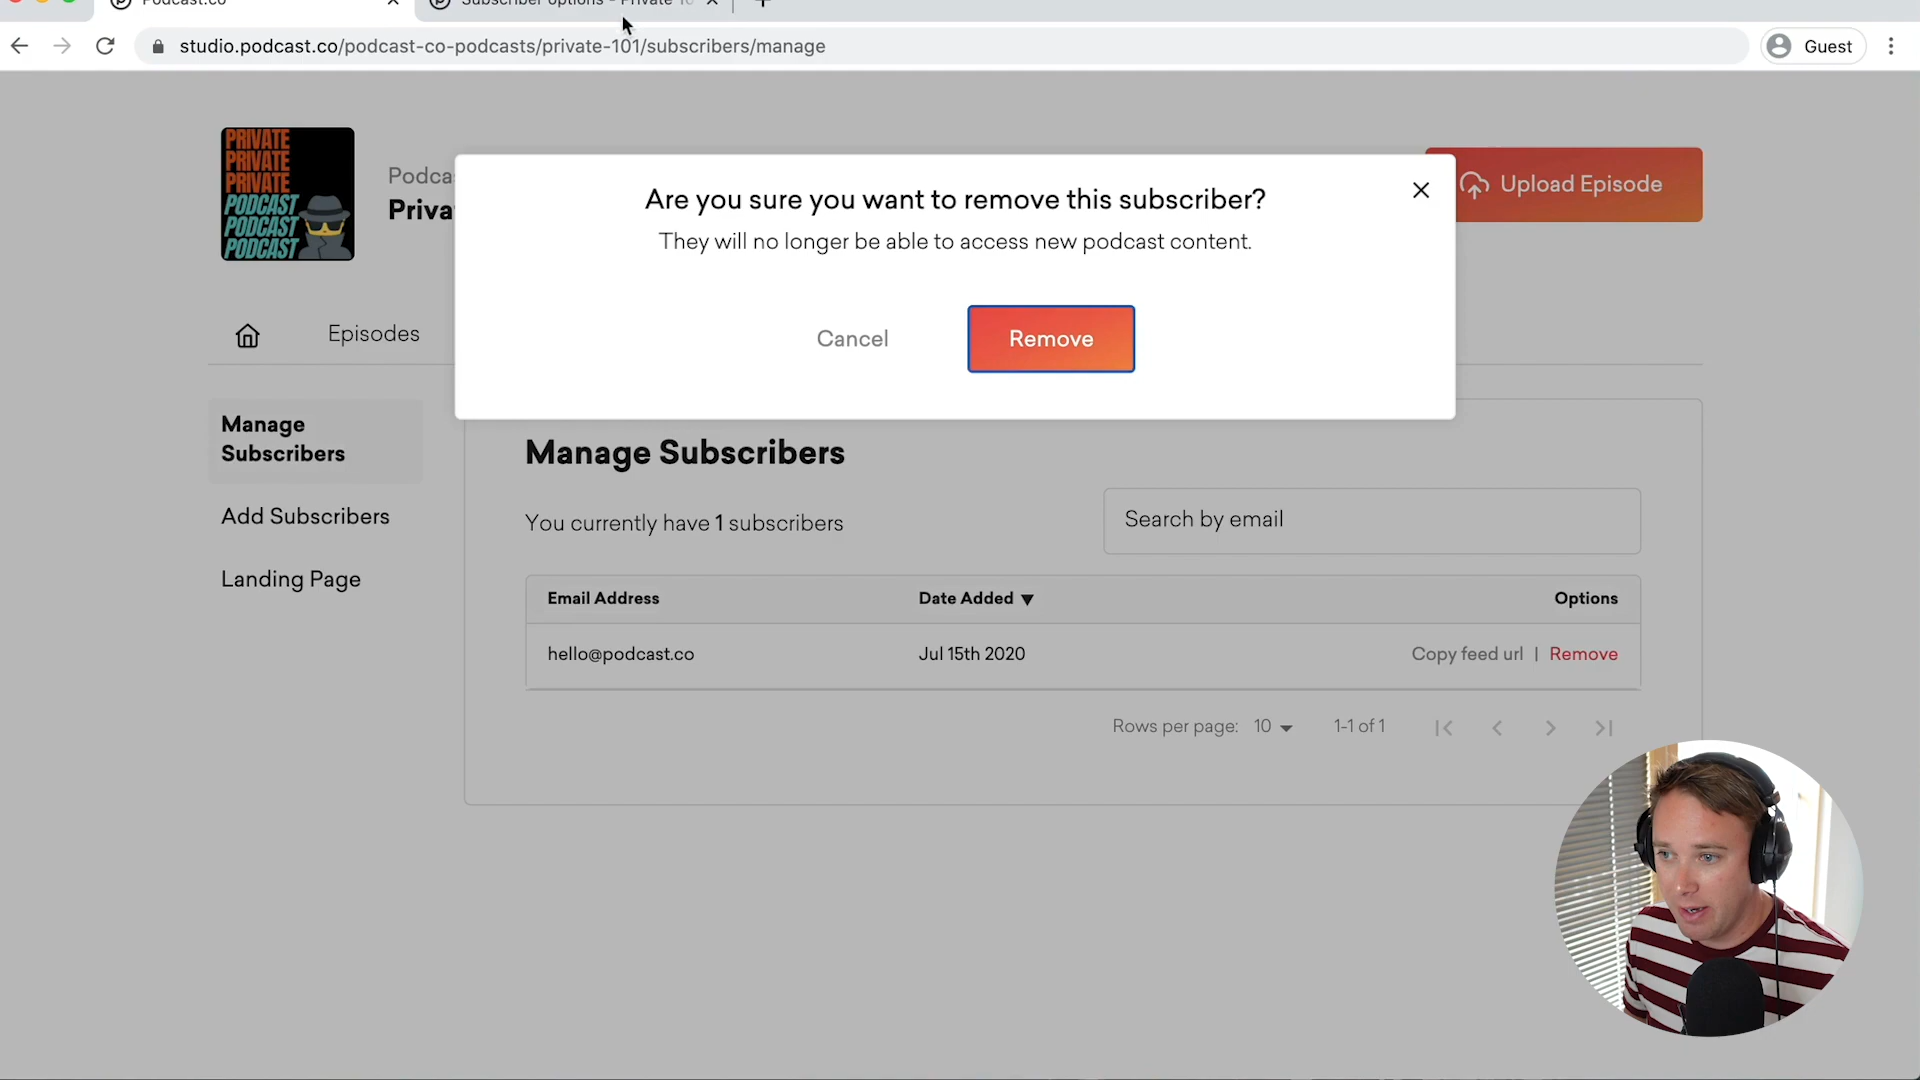 Podcast.co
Subscriber options - Private
studio.podcast.co/podcast-co-podcasts/private-101/subscribers/manage
Guest
PRIVATE
PRIVATE
PRIVATE
PODCAST
PODCAST
PODCAST
Podca
Priva
Upload Episode
Are you sure you want to remove this subscriber?
They will no longer be able to access new podcast content.
Cancel
Remove
Episodes
Manage
Subscribers
Add Subscribers
Landing Page
Manage Subscribers
You currently have 1 subscribers
Search by email
Email Address Date Added ▼ Options
hello@podcast.co Jul 15th 2020 Copy feed url | Remove
Rows per page: 10 1-1 of 1